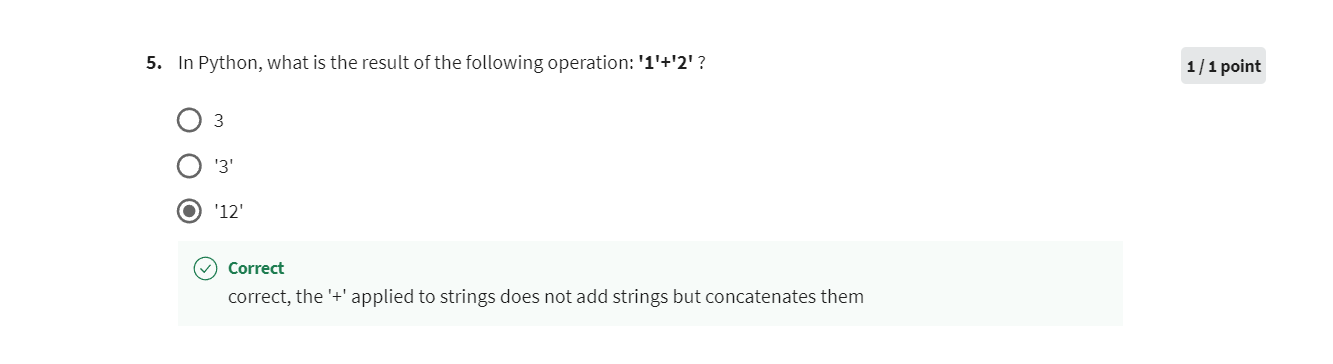 5. In Python, what is the result of the following operation: '1'+'2' ?
1 / 1 point
3
'3'
'12'
Correct
correct, the '+' applied to strings does not add strings but concatenates them